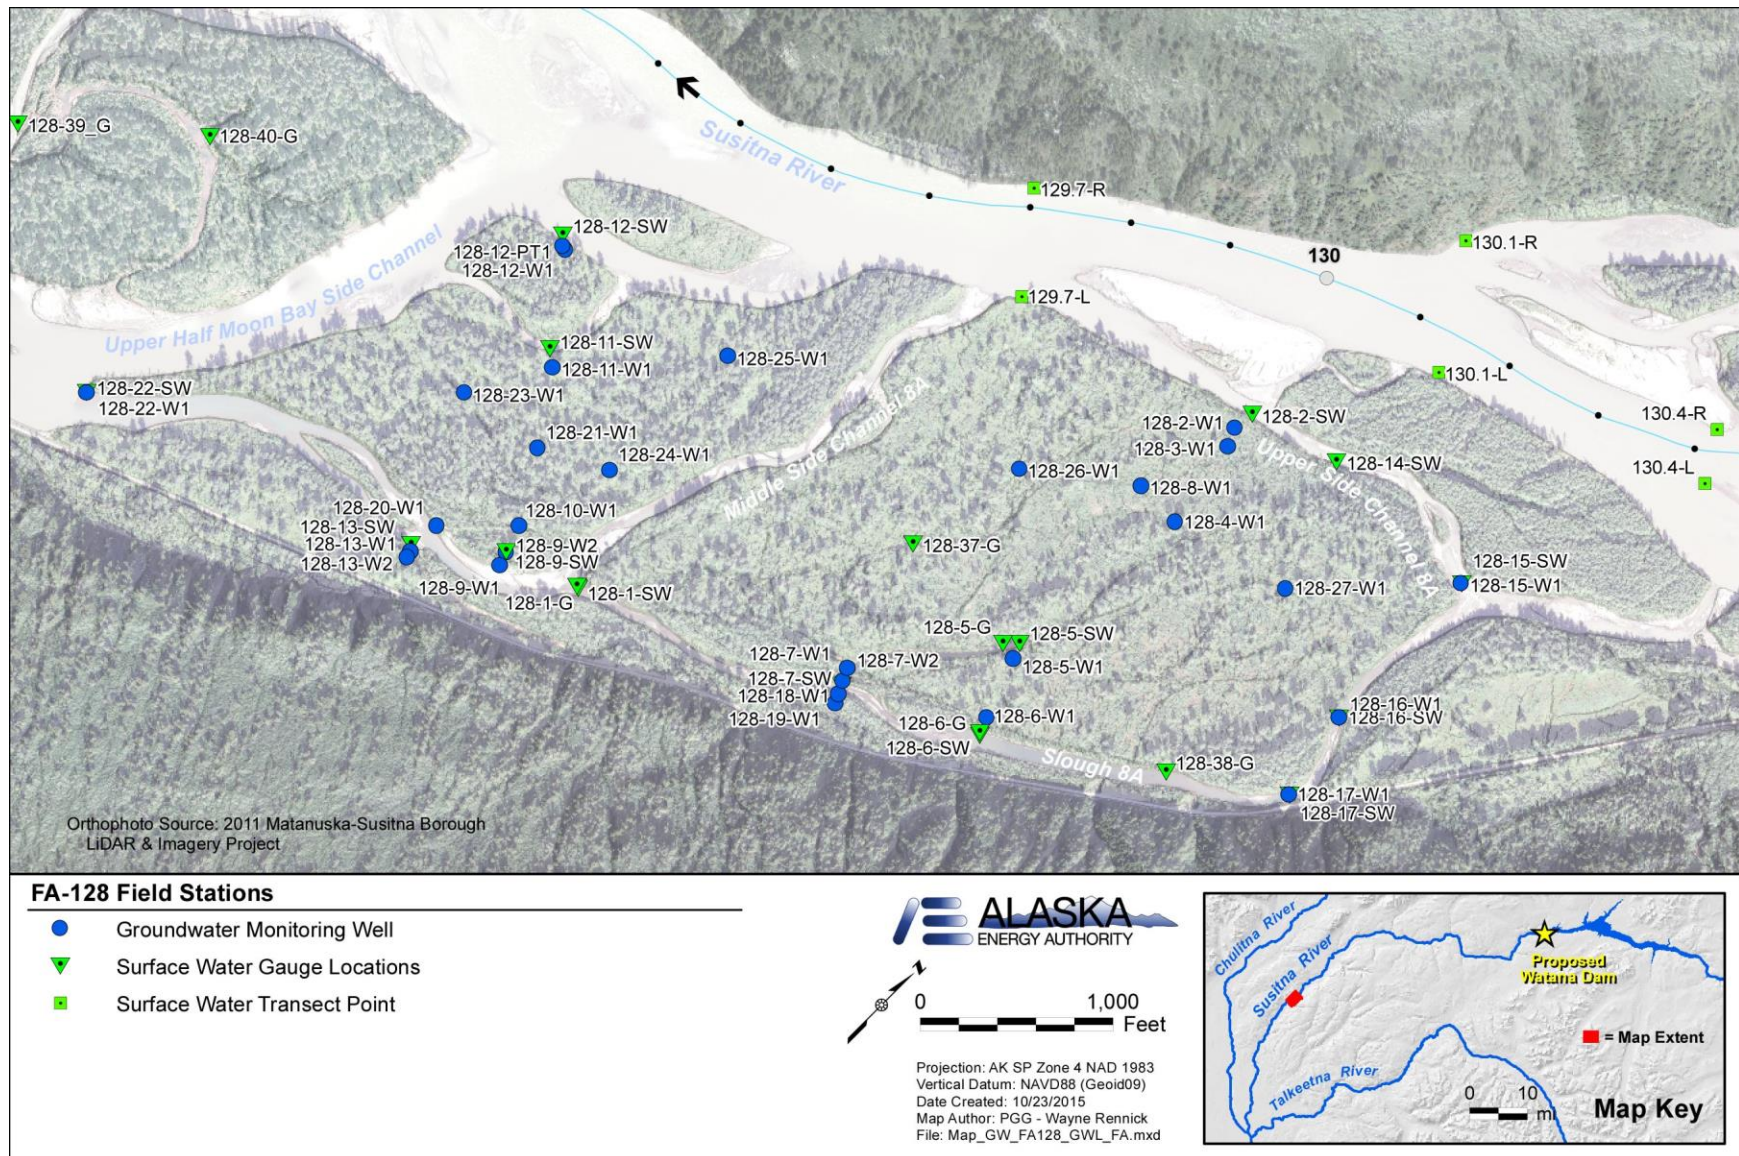 128-39_G
128-40-G
Susitna River
129.7-R
128-12-SW
128-12-PT1
128-12-W1
130.1-R
130
Upper Half Moon Bay Side Channel
129.7-L
128-11-SW
128-25-W1
128-11-W1
130.1-L
128-22-SW
128-23-W1
128-22-W1
Middle Side Channel 8A
128-2-SW
130.4-R
128-2-W1
128-21-W1
128-3-W1
Upper Side Channel 8A
128-24-W1
128-26-W1
128-14-SW
130.4-L
128-8-W1
128-20-W1
128-10-W1
128-4-W1
128-13-SW
128-13-W1
128-9-W2
128-37-G
128-13-W2
128-9-SW
128-15-SW
128-9-W1
128-1-SW
128-27-W1
128-15-W1
128-1-G
128-5-G
128-5-SW
128-7-W1
128-7-W2
128-5-W1
128-7-SW
128-18-W1
128-16-W1
128-19-W1
128-6-G
128-6-W1
128-16-SW
128-6-SW
Slough 8A
128-38-G
128-17-W1
128-17-SW
Orthophoto Source: 2011 Matanuska-Susitna Borough
LiDAR & Imagery Project
FA-128 Field Stations
Groundwater Monitoring Well
Surface Water Gauge Locations
Surface Water Transect Point
ALASKA
ENERGY AUTHORITY
N
0 1,000
Feet
Projection: AK SP Zone 4 NAD 1983
Vertical Datum: NAVD88 (Geoid09)
Date Created: 10/23/2015
Map Author: PGG - Wayne Rennick
File: Map_GW_FA128_GWL_FA.mxd
Chulitna River
Susitna River
Proposed
Watana Dam
= Map Extent
Talkeetna River
0 10
mi
Map Key